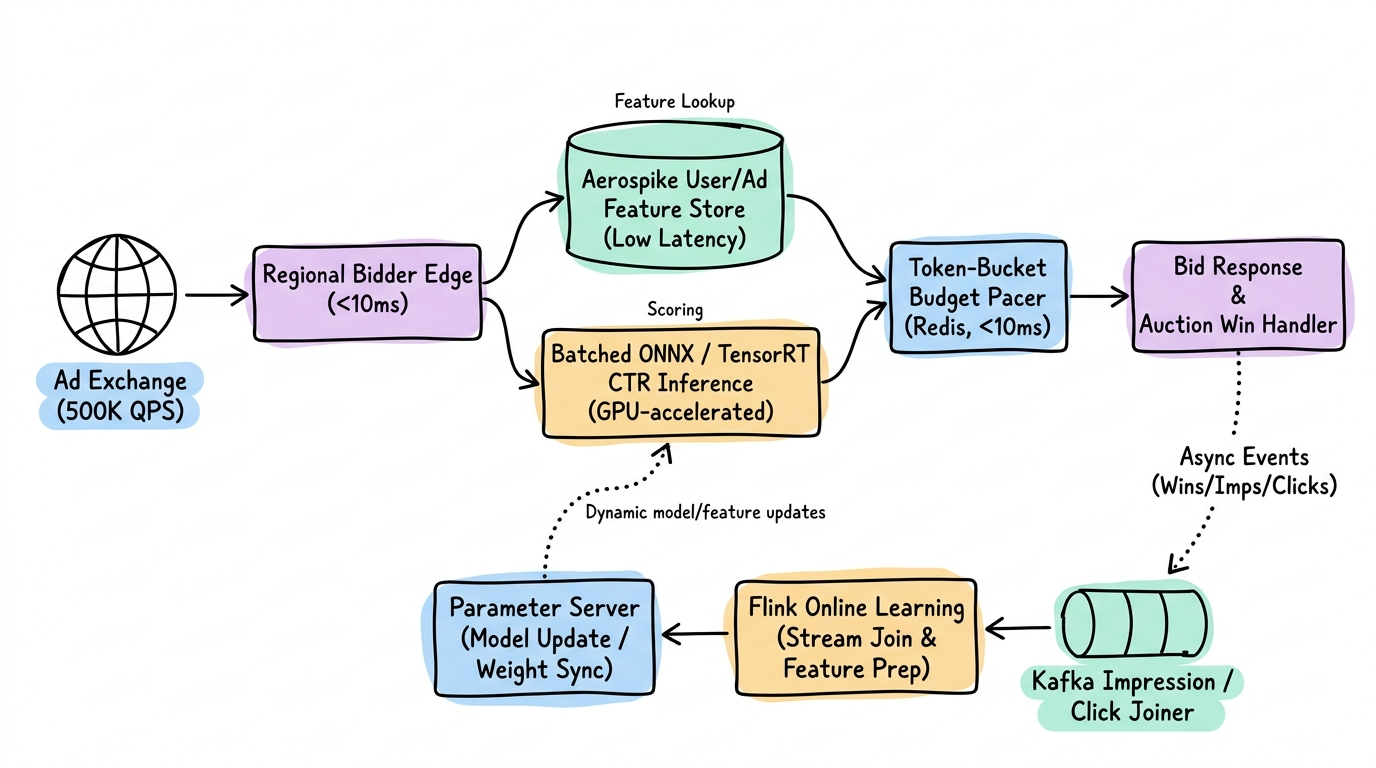 Feature Lookup
Aerospike User/Ad
Feature Store
(Low Latency)
Regional Bidder Edge
(<10ms)
Ad Exchange
(500K QPS)
Scoring
Batched ONNX / TensorRT
CTR Inference
(GPU-accelerated)
Token-Bucket
Budget Pacer
(Redis, <10ms)
Bid Response
&
Auction Win Handler
Async Events
(Wins/Imps/Clicks)
Dynamic model/feature updates
Parameter Server
(Model Update /
Weight Sync)
Flink Online Learning
(Stream Join &
Feature Prep)
Kafka Impression /
Click Joiner